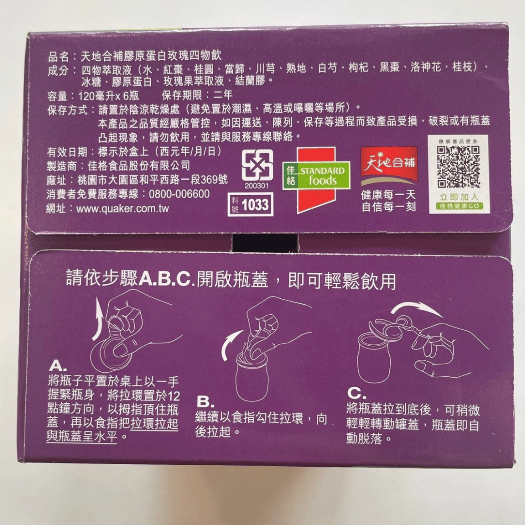 品名：天地合補膠原蛋白玫瑰四物飲
成分：四物萃取液（水、紅棗、桂圓、當歸、川芎、熟地、白芍、枸杞、黑棗、洛神花、桂枝）、
冰糖、膠原蛋白、玫瑰果萃取液、結蘭膠。
容量：120毫升x 6瓶　保存期限：二年
保存方式：請置於陰涼乾燥處（避免置於潮濕、高溫或曝曬等場所）。
本產品之品質經嚴格管控，如因運送、陳列、保存等過程而致產品受損、破裂或有瓶蓋
凸起現象，請勿飲用，並請與服務專線聯絡。
有效日期：標示於盒上（西元年/月/日）
製造商：佳格食品股份有限公司
廠址：桃園市大園區和平西路一段369號
消費者免費服務專線：0800-006600
網址：www.quaker.com.tw
200301
料號 1033
佳格 STANDARD foods
天地合補
健康每一天
自信每一刻
瞭解產品更多
立即加入
佳格健康GO
請依步驟A.B.C.開啟瓶蓋，即可輕鬆飲用
A.
將瓶子平置於桌上以一手
握緊瓶身，將拉環置於12
點鐘方向，以拇指頂住瓶
蓋，再以食指把拉環拉起
與瓶蓋呈水平。
B.
繼續以食指勾住拉環，向
後拉起。
C.
將瓶蓋拉到底後，可稍微
輕輕轉動罐蓋，瓶蓋即自
動脫落。